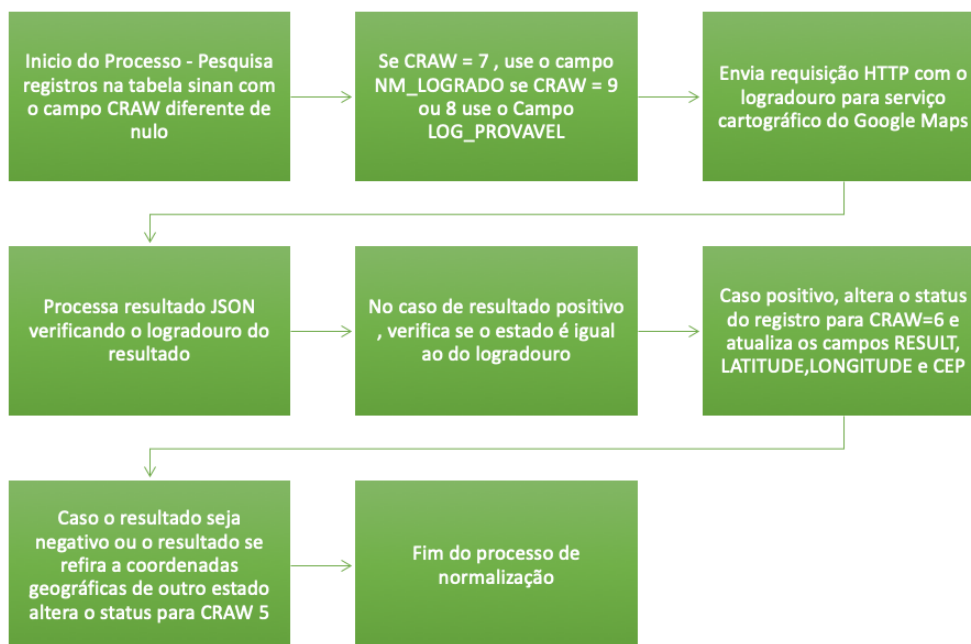 Inicio do Processo - Pesquisa
registros na tabela sinan com
o campo CRAW diferente de
nulo
Se CRAW = 7 , use o campo
NM_LOGRADO se CRAW = 9
ou 8 use o Campo
LOG_PROVAVEL
Envia requisição HTTP com o
logradouro para serviço
cartográfico do Google Maps
Processa resultado JSON
verificando o logradouro do
resultado
No caso de resultado positivo
, verifica se o estado é igual
ao do logradouro
Caso positivo, altera o status
do registro para CRAW=6 e
atualiza os campos RESULT,
LATITUDE,LONGITUDE e CEP
Caso o resultado seja
negativo ou o resultado se
refira a coordenadas
geográficas de outro estado
altera o status para CRAW 5
Fim do processo de
normalização